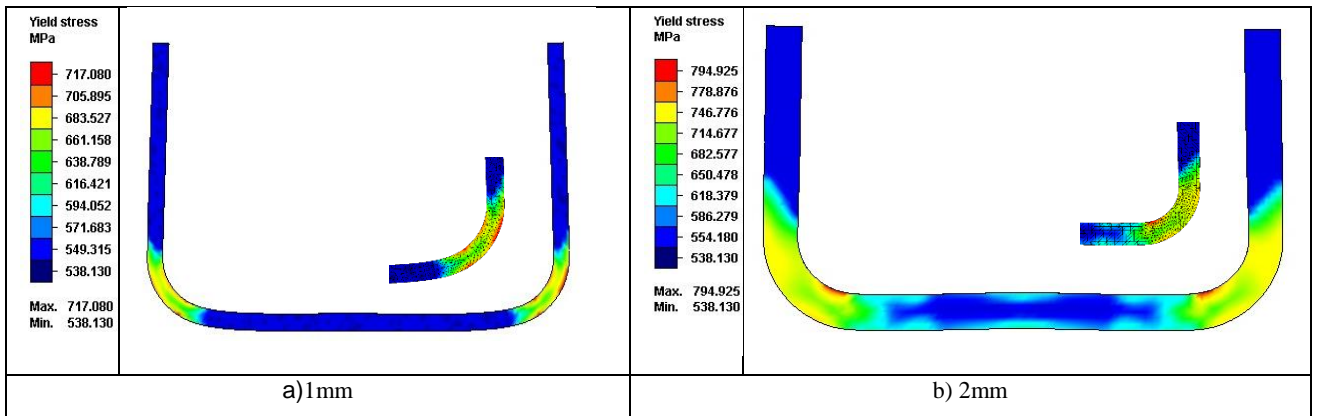 Yield stress
MPa
717.080
705.895
683.527
661.158
638.789
616.421
594.052
571.683
549.315
538.130
Max. 717.080
Min. 538.130
a)1mm
Yield stress
MPa
794.925
778.876
746.776
714.677
682.577
650.478
618.379
586.279
554.180
538.130
Max. 794.925
Min. 538.130
b) 2mm